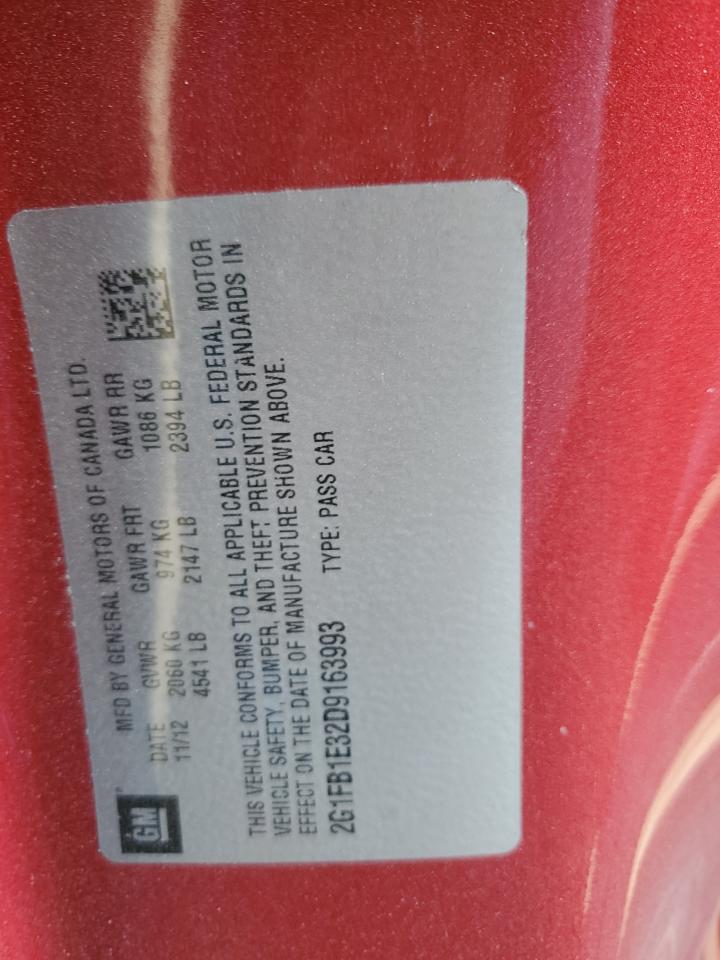 GM
MFD BY GENERAL MOTORS OF CANADA LTD.
DATE GVWR GAWR FRT GAWR RR
11/12 2060 KG 974 KG 1086 KG
4541 LB 2147 LB 2394 LB
THIS VEHICLE CONFORMS TO ALL APPLICABLE U.S. FEDERAL MOTOR
VEHICLE SAFETY, BUMPER, AND THEFT PREVENTION STANDARDS IN
EFFECT ON THE DATE OF MANUFACTURE SHOWN ABOVE.
2G1FB1E32D9163993 TYPE: PASS CAR